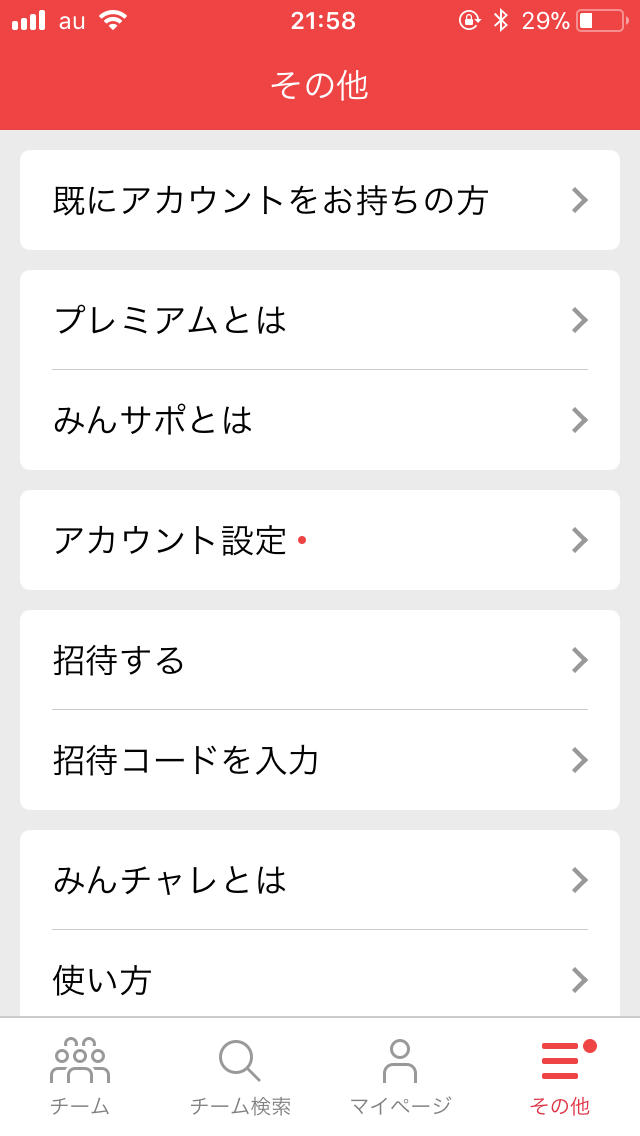 au 21:58 29%
その他
既にアカウントをお持ちの方
プレミアムとは
みんサポとは
アカウント設定
招待する
招待コードを入力
みんチャレとは
使い方
チーム チーム検索 マイページ その他